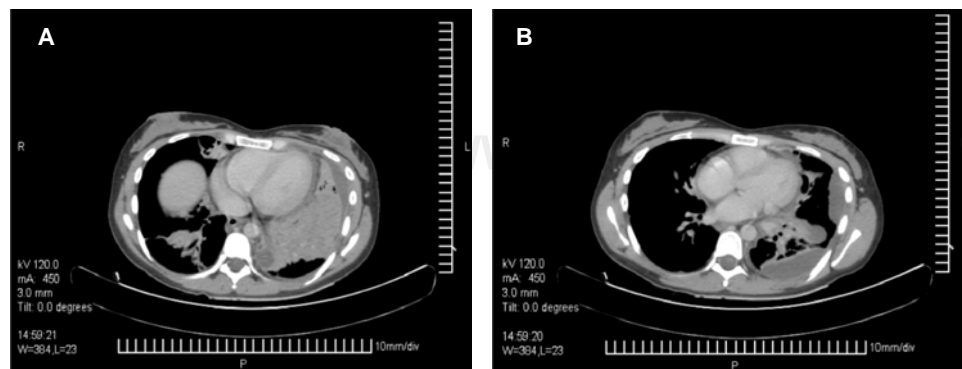 A
R
L
kV 120.0
mA: 450
3.0 mm
Tilt: 0.0 degrees
14:59:21
W=384,L=23
10mm/div
P
B
R
kV 120.0
mA: 450
3.0 mm
Tilt: 0.0 degrees
14:59:20
W=384,L=23
10mm/div
P